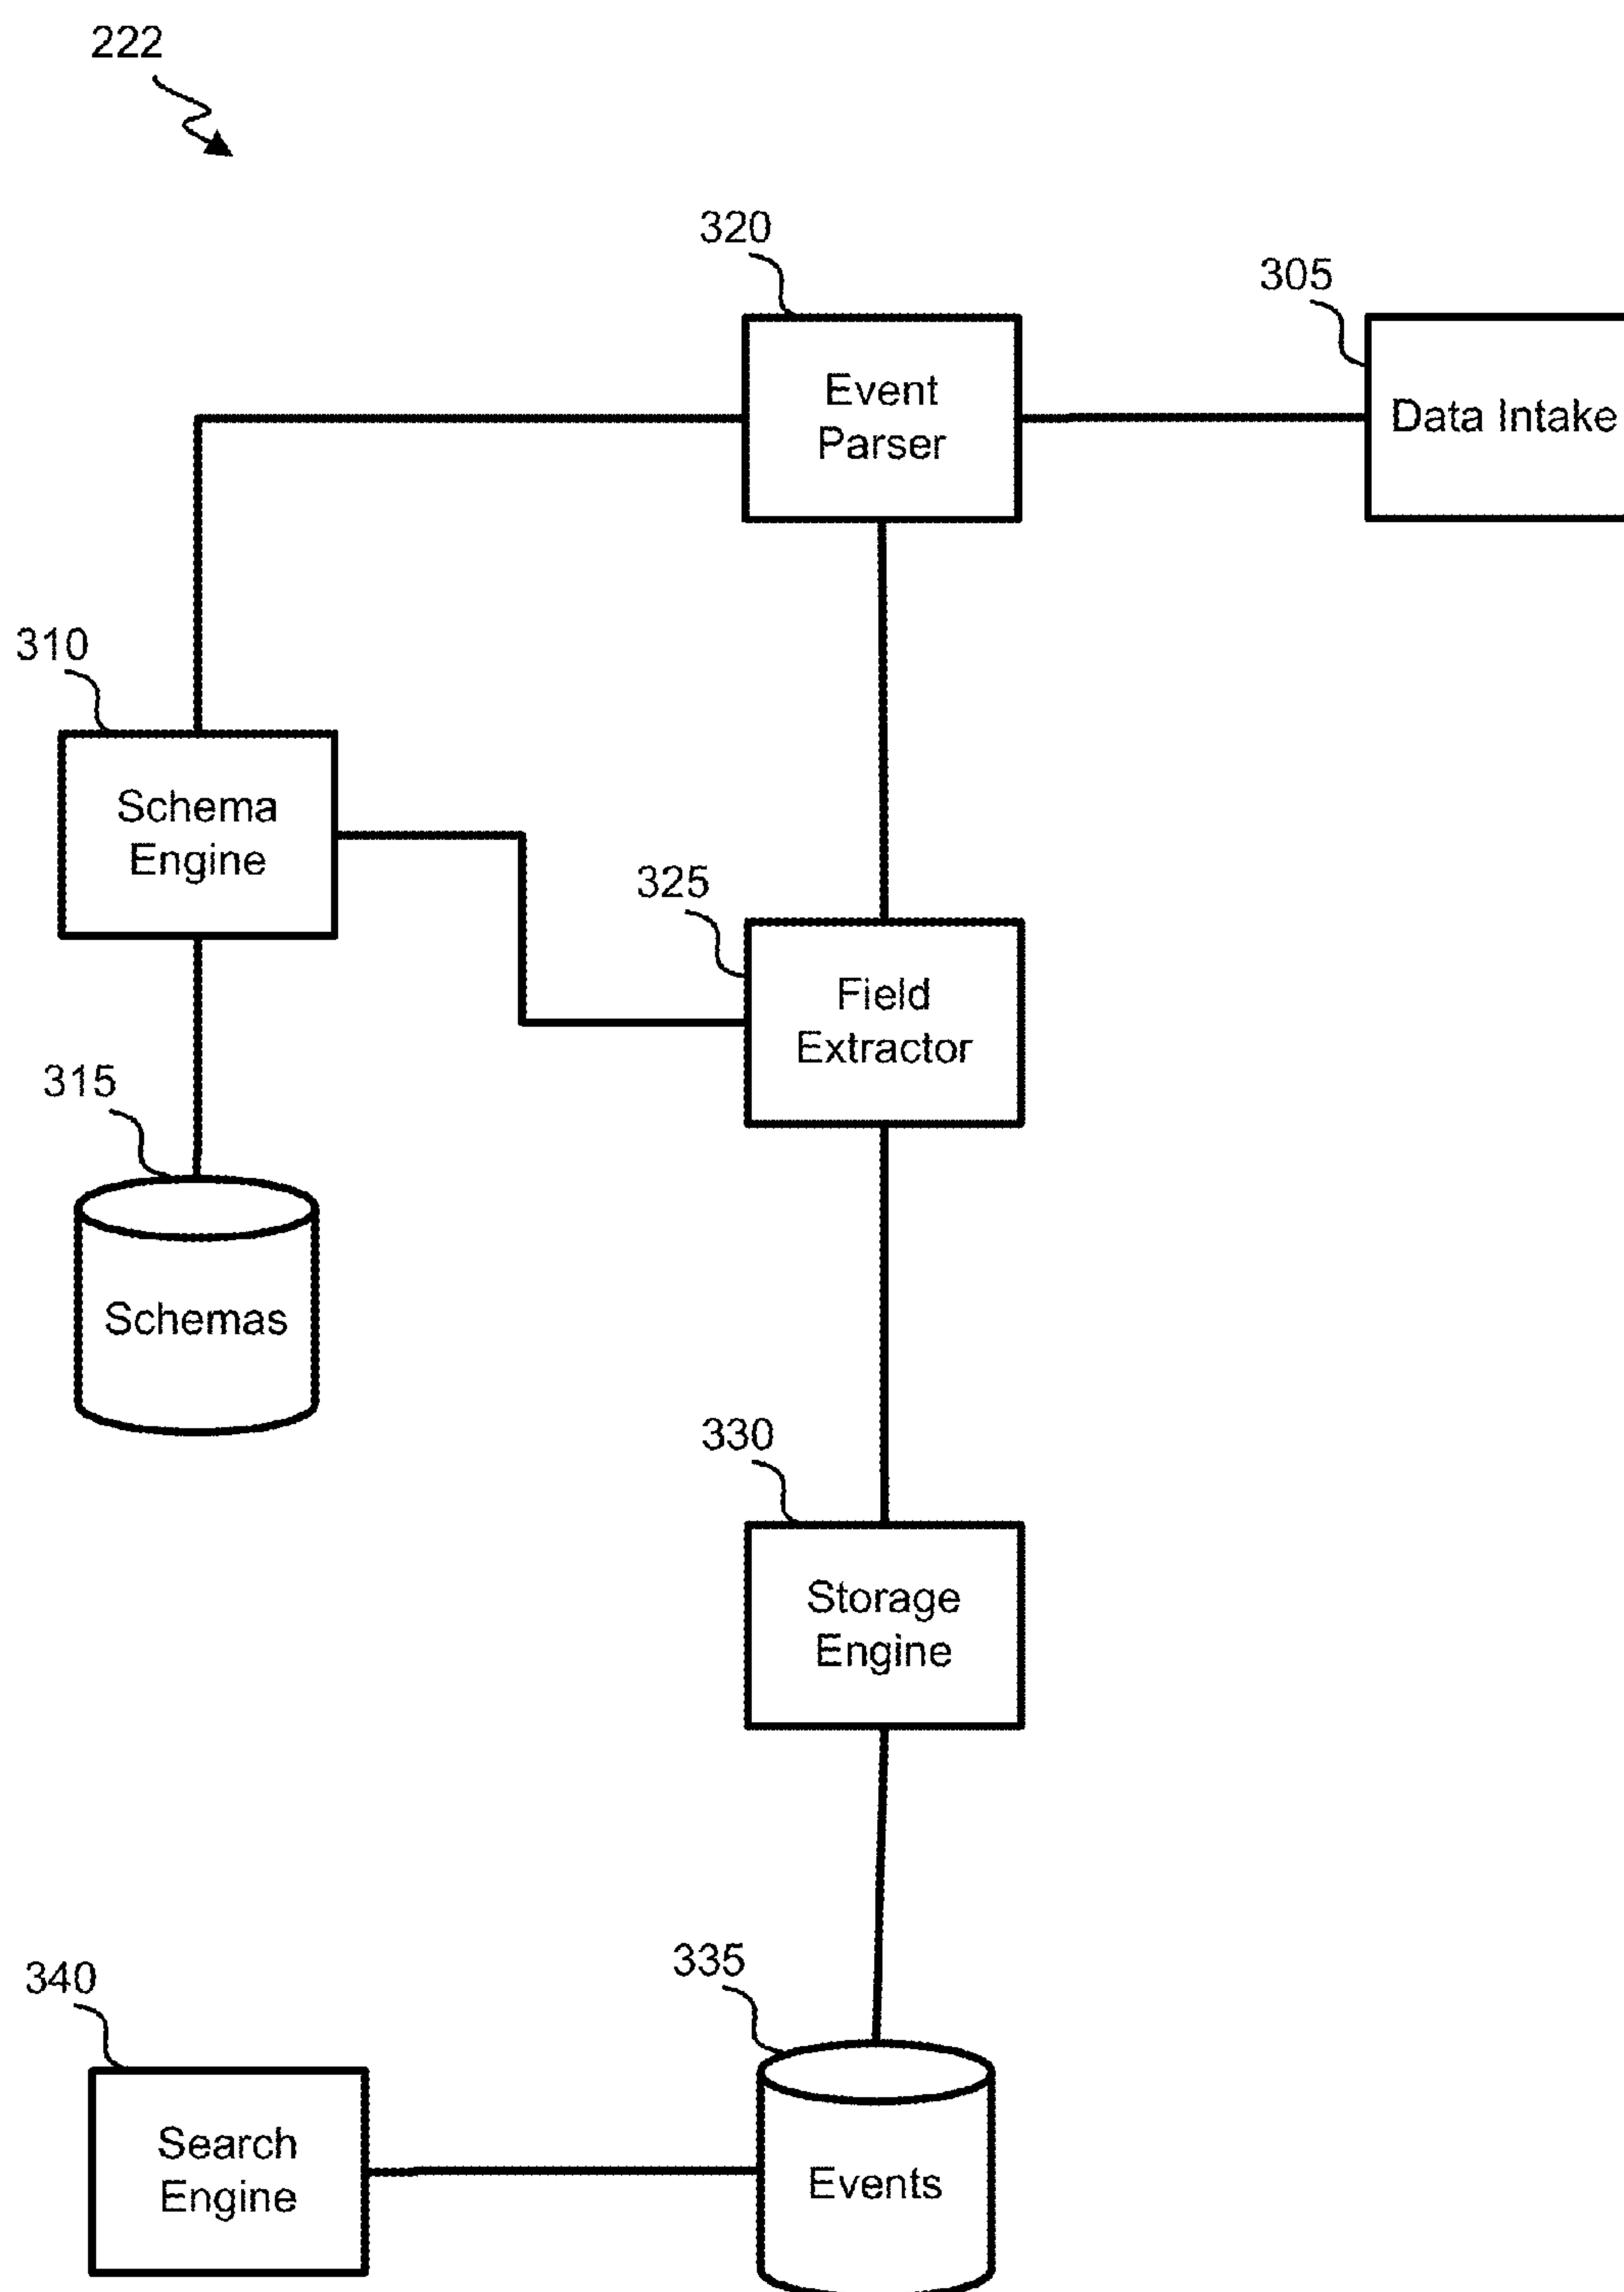 222
320
305
Event
Parser
Data Intake
310
Schema
Engine
325
Field
Extractor
315
Schemas
330
Storage
Engine
335
340
Search
Engine
Events